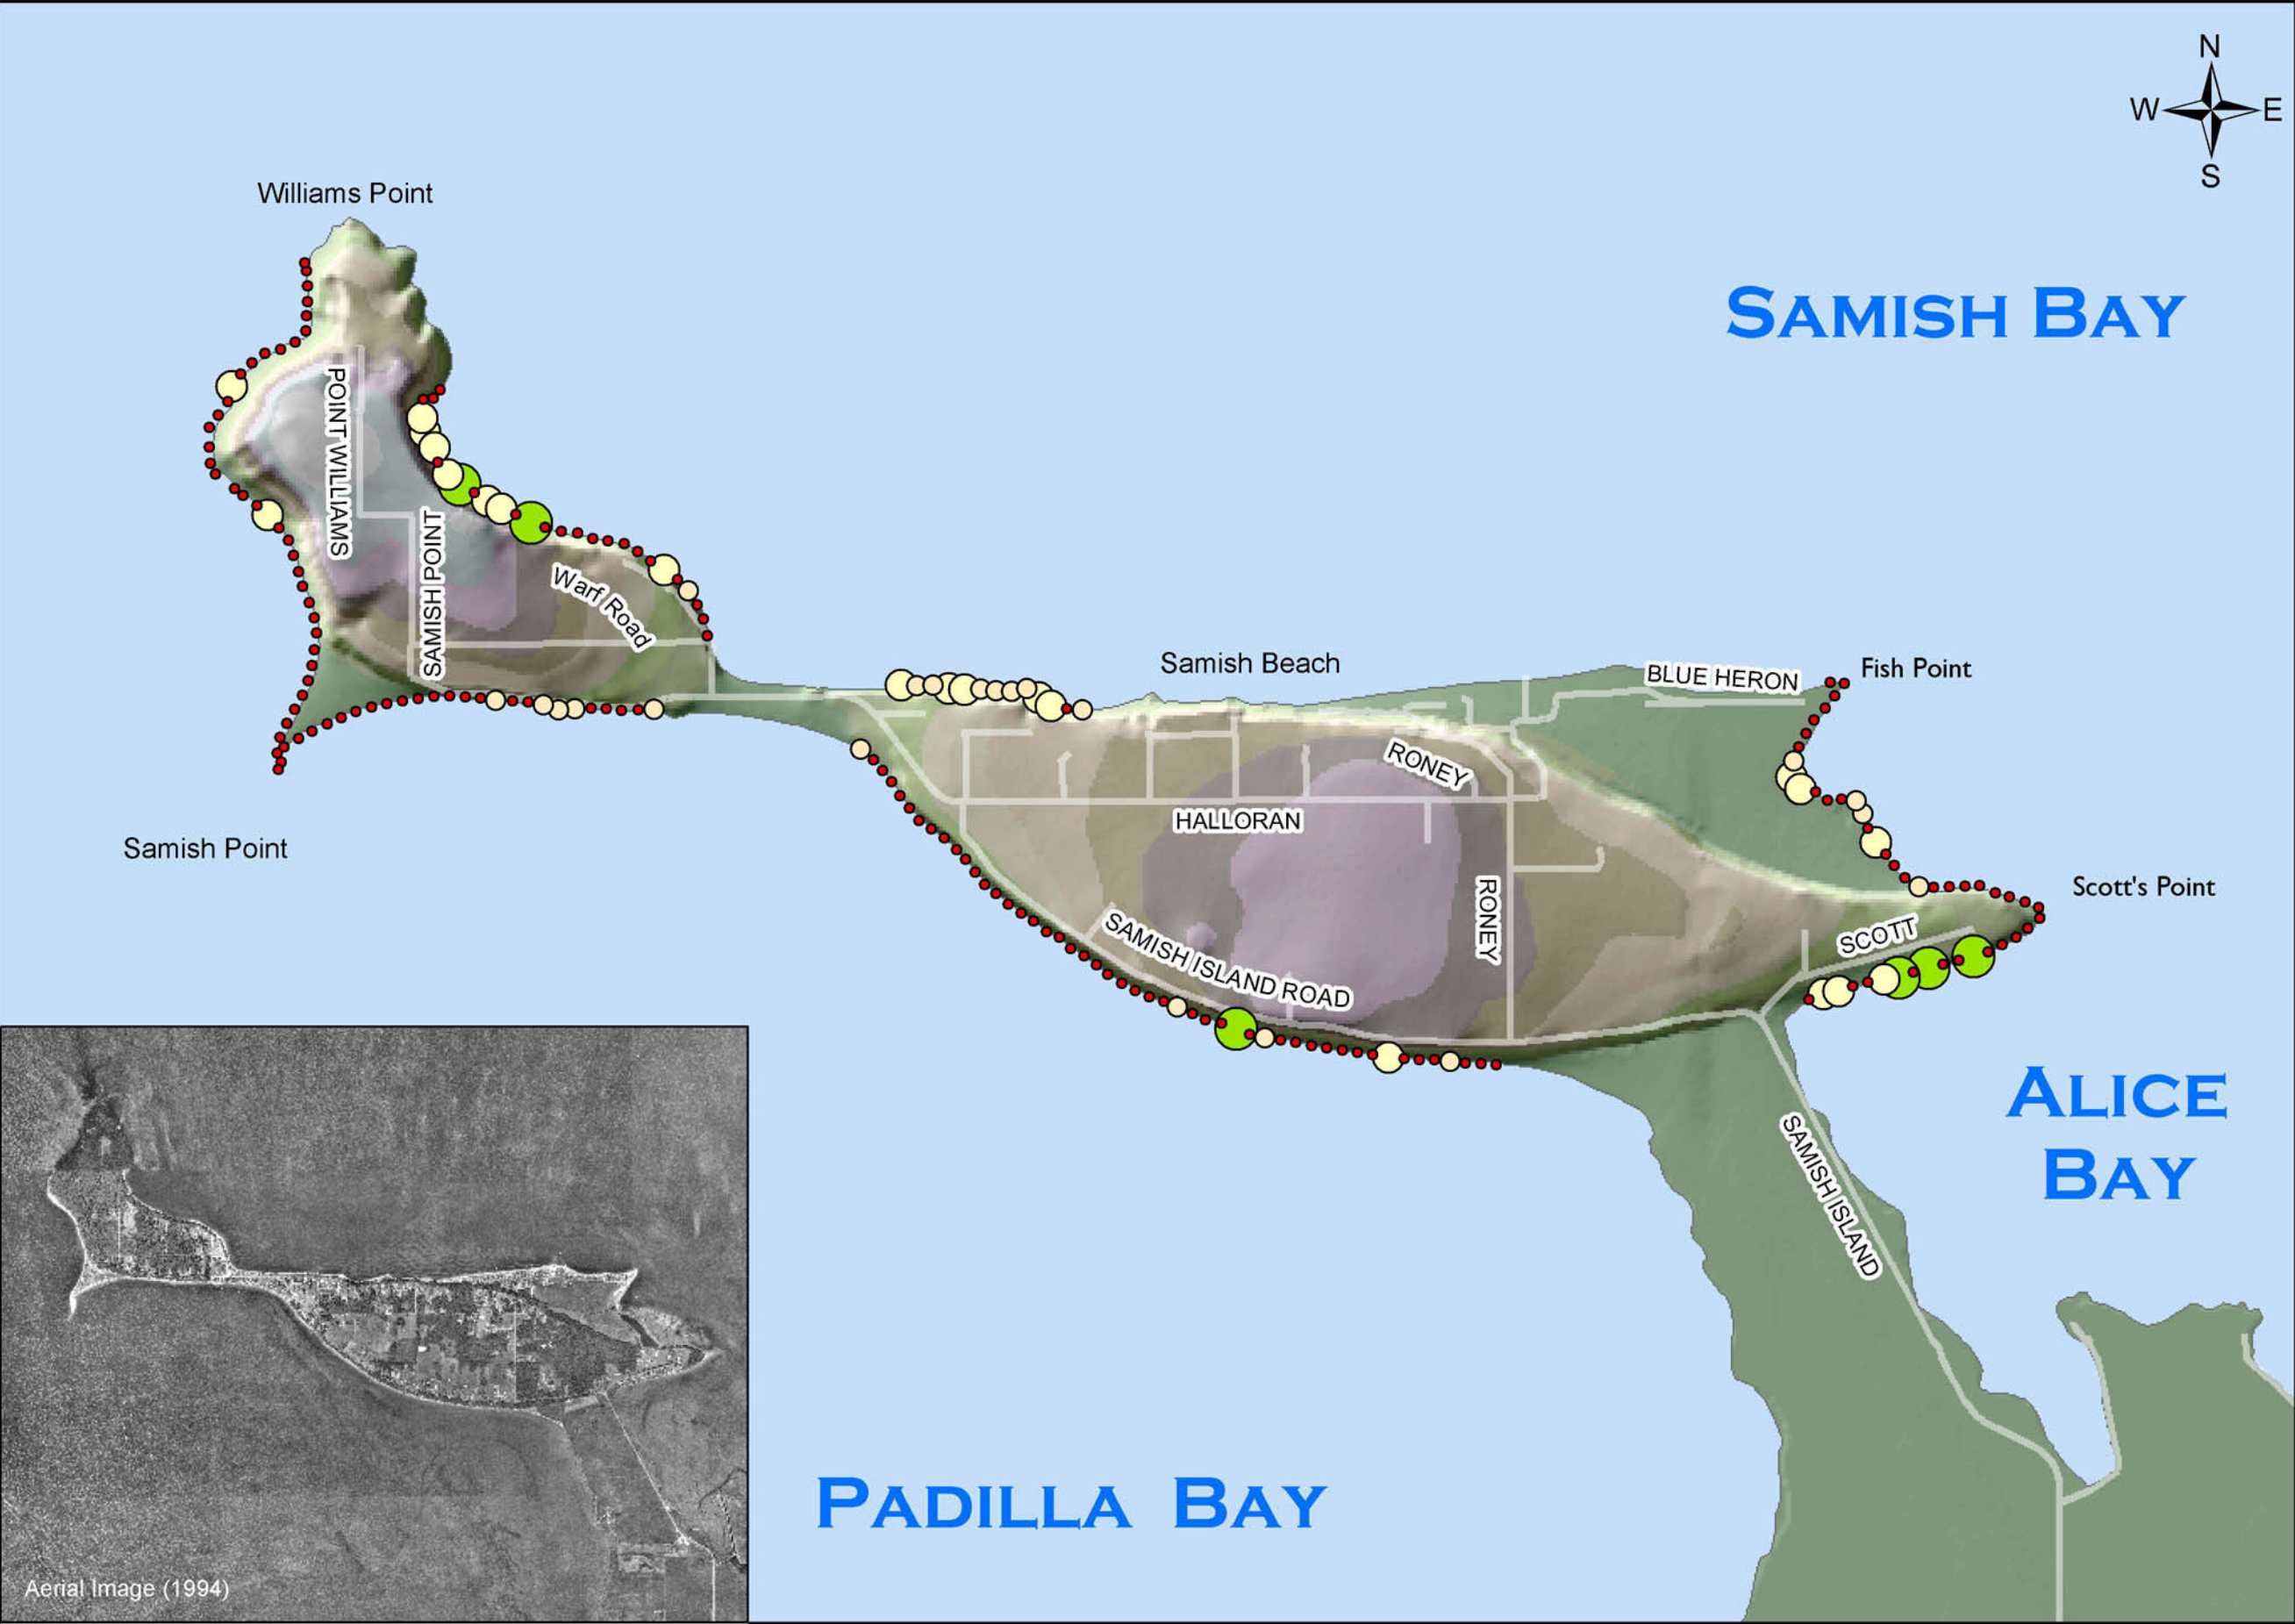 N
W E
S
Williams Point
SAMISH BAY
POINT WILLIAMS
SAMISH POINT
Warf Road
Samish Beach
BLUE HERON
Fish Point
RONEY
HALLORAN
Samish Point
RONEY
Scott's Point
SCOTT
SAMISH ISLAND ROAD
ALICE
BAY
SAMISH ISLAND
PADILLA BAY
Aerial Image (1994)